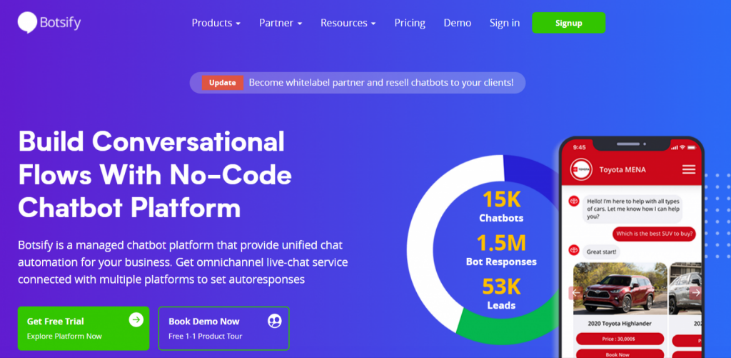 Botsify
Products Partner Resources Pricing Demo Sign in Signup
Update Become whitelabel partner and resell chatbots to your clients!
Build Conversational
Flows With No-Code
Chatbot Platform
Botsify is a managed chatbot platform that provide unified chat
automation for your business. Get omnichannel live-chat service
connected with multiple platforms to set autoresponses
Get Free Trial
Explore Platform Now
Book Demo Now
Free 1-1 Product Tour
15K
Chatbots
1.5M
Bot Responses
53K
Leads
9:45
Toyota MENA
Hello! I'm here to help with all types
of cars. Let me know how I can help
you?
Which is the best SUV to buy?
Great start!
2020 Toyota Highlander
Price : 30,000$
Book Now